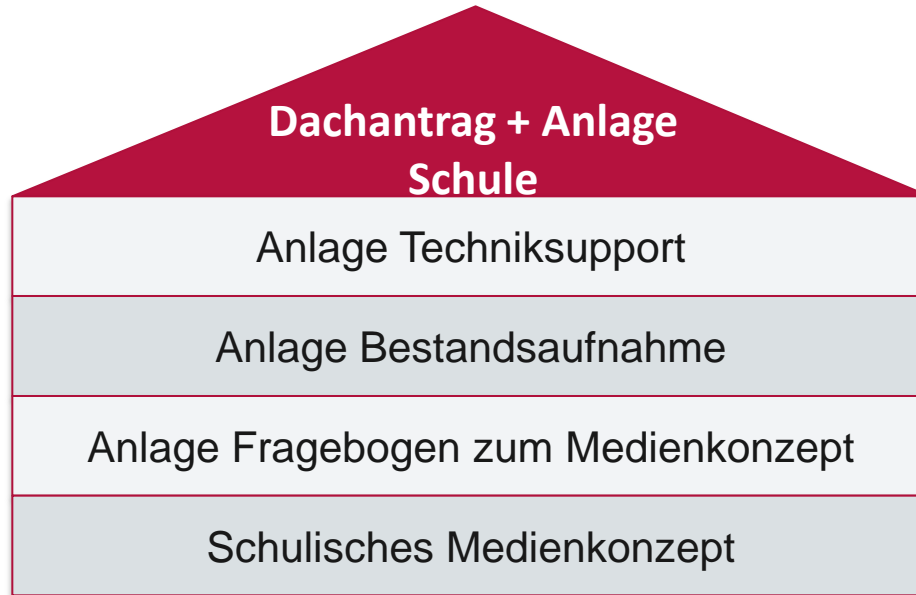 Dachantrag + Anlage
Schule
Anlage Techniksupport
Anlage Bestandsaufnahme
Anlage Fragebogen zum Medienkonzept
Schulisches Medienkonzept